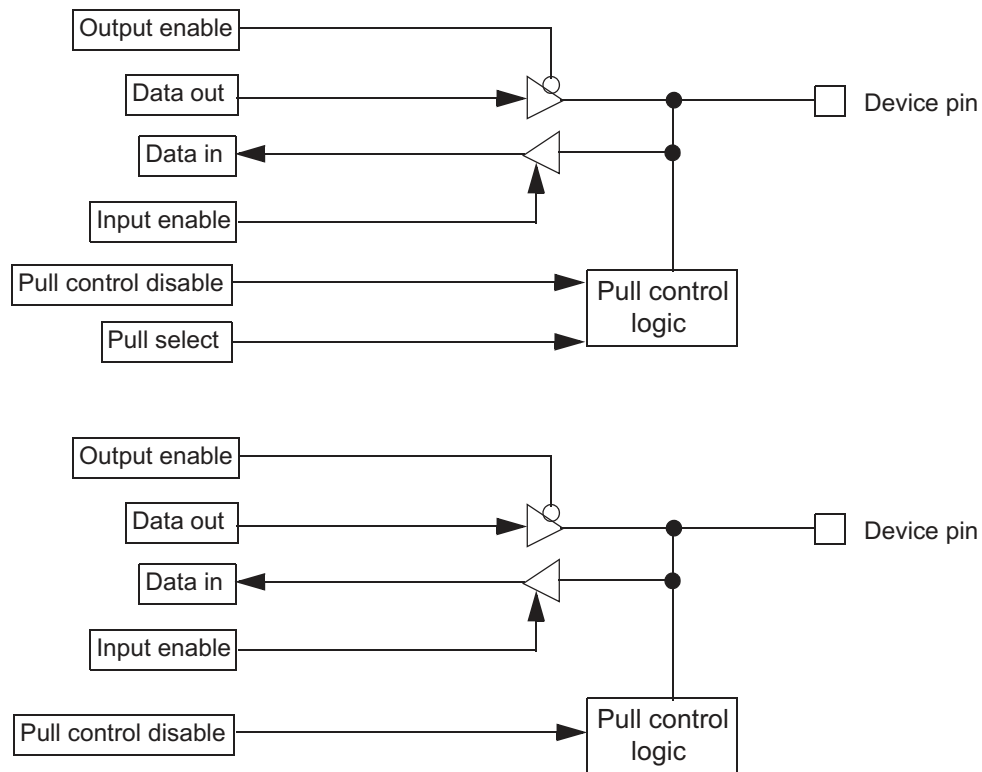 Output enable
Data out
Device pin
Data in
Input enable
Pull control disable
Pull control
logic
Pull select
Output enable
Data out
Device pin
Data in
Input enable
Pull control disable
Pull control
logic